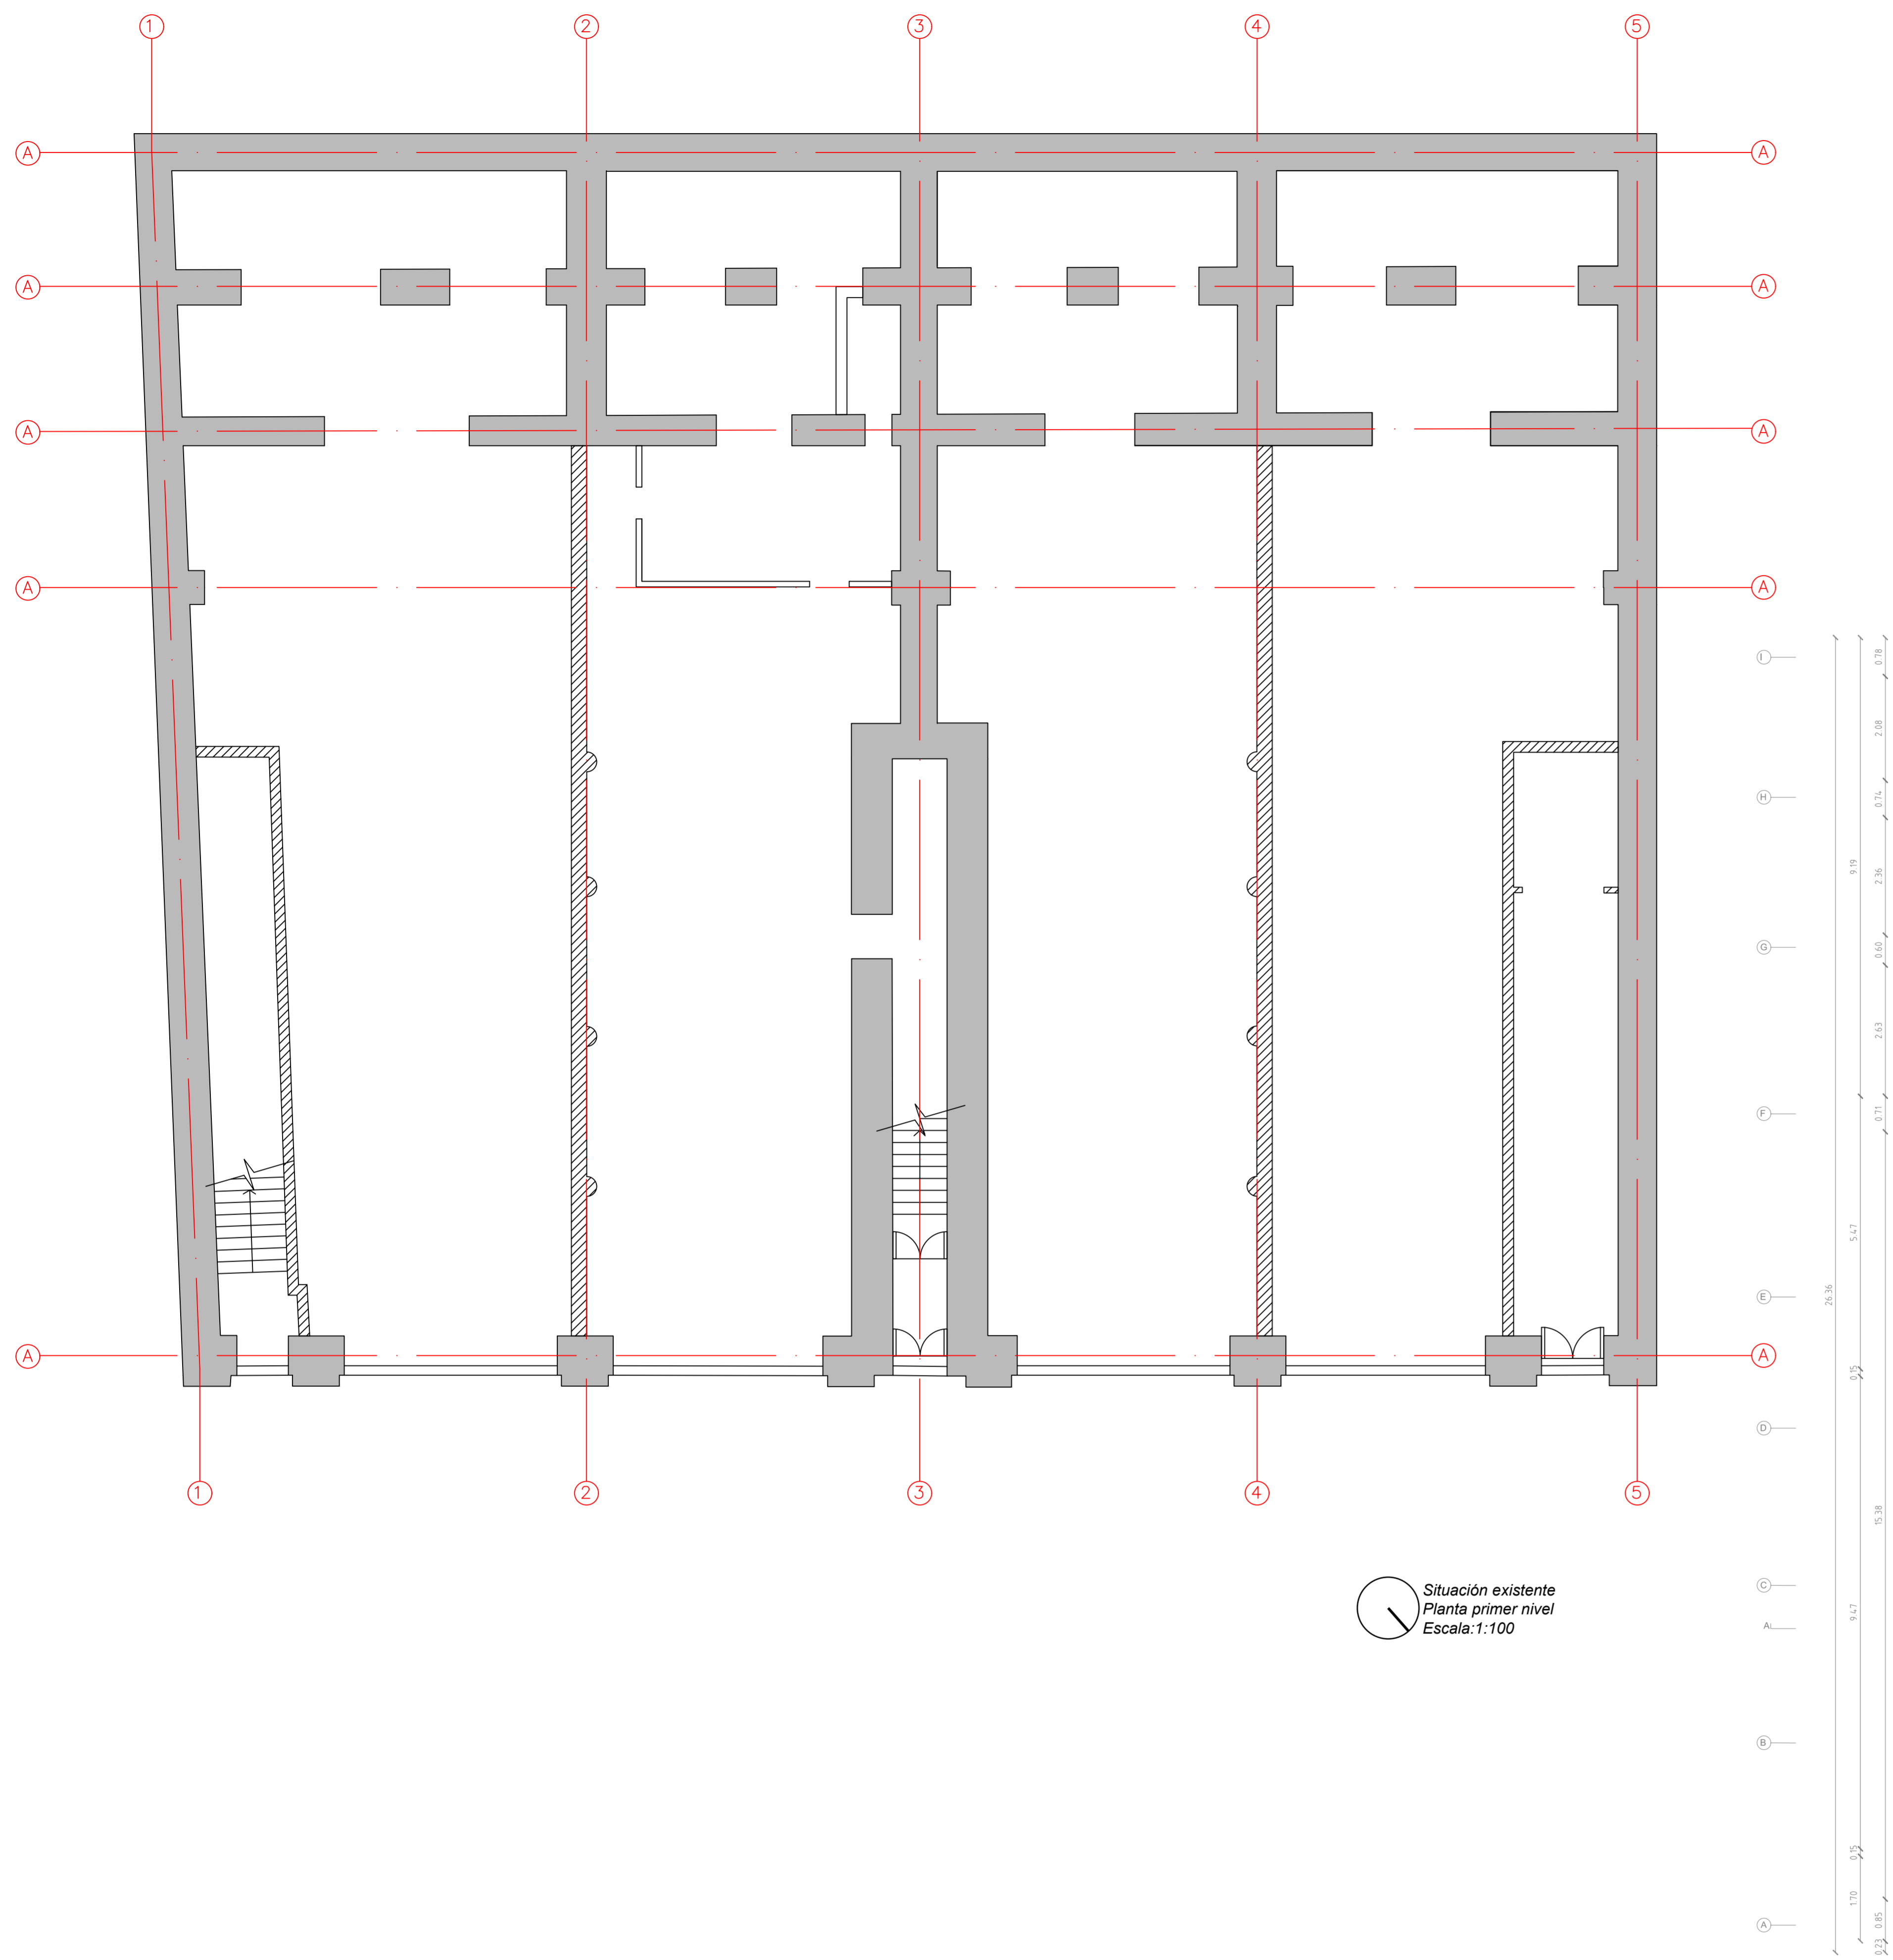 1 2 3 4 5
A A
A A
A A
A A
I
H
G
F
E
A A
D
1 2 3 4 5
C
A
B
A
Situación existente
Planta primer nivel
Escala:1:100
26.36
9.19
5.47
0.15
9.47
0.15
1.70
0.78
2.08
0.74
2.36
0.60
2.63
0.71
15.38
0.85
0.23